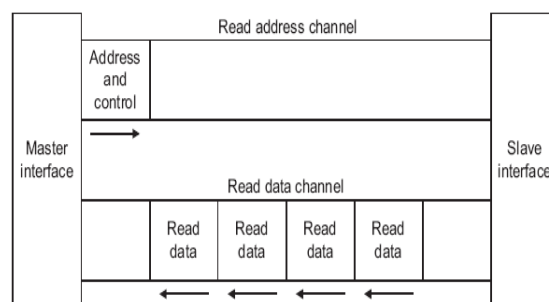 Read address channel
Address
and
control
Master
interface
Slave
interface
Read data channel
Read
data
Read
data
Read
data
Read
data